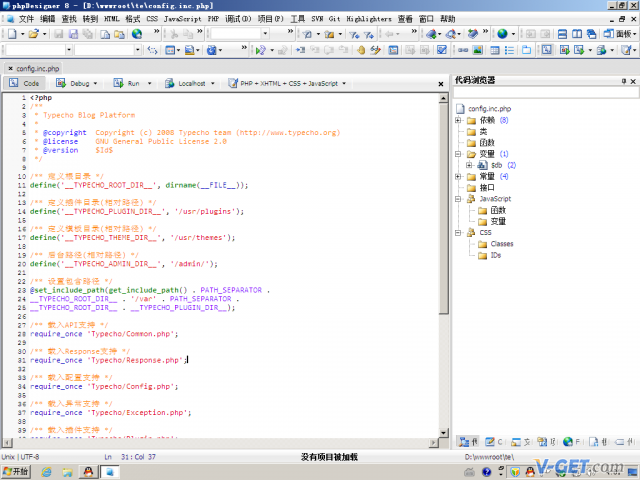 phpDesigner 8 - [D:\wwwroot\te\config.inc.php]
文件 编辑 查找 转到 HTML 格式 CSS JavaScript PHP 调试(D) 项目(P) 工具 SVN Git Highlighters 查看 窗口 帮助
面板
config.inc.php
Code Debug Run Localhost PHP + XHTML + CSS + JavaScript
1 <?php
2 /**
3 * Typecho Blog Platform
4 *
5 * @copyright Copyright (c) 2008 Typecho team (http://www.typecho.org)
6 * @license GNU General Public License 2.0
7 * @version $Id$
8 */
9
10 /** 定义根目录 */
11 define('__TYPECHO_ROOT_DIR__', dirname(__FILE__));
12
13 /** 定义插件目录(相对路径) */
14 define('__TYPECHO_PLUGIN_DIR__', '/usr/plugins');
15
16 /** 定义模板目录(相对路径) */
17 define('__TYPECHO_THEME_DIR__', '/usr/themes');
18
19 /** 后台路径(相对路径) */
20 define('__TYPECHO_ADMIN_DIR__', '/admin/');
21
22 /** 设置包含路径 */
23 @set_include_path(get_include_path() . PATH_SEPARATOR .
24 __TYPECHO_ROOT_DIR__ . '/var' . PATH_SEPARATOR .
25 __TYPECHO_ROOT_DIR__ . __TYPECHO_PLUGIN_DIR__);
26
27 /** 载入API支持 */
28 require_once 'Typecho/Common.php';
29
30 /** 载入Response支持 */
31 require_once 'Typecho/Response.php';
32
33 /** 载入配置支持 */
34 require_once 'Typecho/Config.php';
35
36 /** 载入异常支持 */
37 require_once 'Typecho/Exception.php';
38
39 /** 载入插件支持 */
40 require_once 'Typecho/Plugin.php';
代码浏览器
config.inc.php
依赖 (8)
类
函数
变量 (1)
$db (2)
常量 (4)
接口
JavaScript
函数
变量
CSS
Classes
IDs
Unix | UTF-8 Ln 31 : Col 37 没有项目被加载 D:\wwwroot\te\
开始
V-GET.com